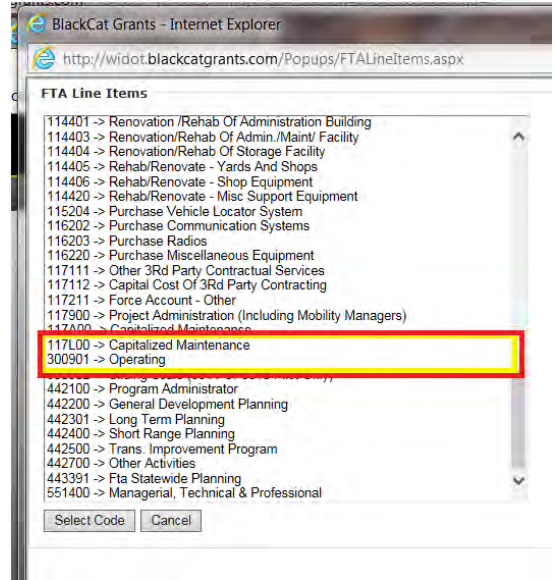 BlackCat Grants - Internet Explorer
http://widot.blackcatgrants.com/Popups/FTALineItems.aspx
FTA Line Items
114401 -> Renovation /Rehab Of Administration Building
114403 -> Renovation/Rehab Of Admin./Maint/ Facility
114404 -> Renovation/Rehab Of Storage Facility
114405 -> Rehab/Renovate - Yards And Shops
114406 -> Rehab/Renovate - Shop Equipment
114420 -> Rehab/Renovate - Misc Support Equipment
115204 -> Purchase Vehicle Locator System
116202 -> Purchase Communication Systems
116203 -> Purchase Radios
116220 -> Purchase Miscellaneous Equipment
117111 -> Other 3Rd Party Contractual Services
117112 -> Capital Cost Of 3Rd Party Contracting
117211 -> Force Account - Other
117900 -> Project Administration (Including Mobility Managers)
117A00 -> Capitalized Maintenance
117L00 -> Capitalized Maintenance
300901 -> Operating
442100 -> Program Administrator
442200 -> General Development Planning
442301 -> Long Term Planning
442400 -> Short Range Planning
442500 -> Trans. Improvement Program
442700 -> Other Activities
443391 -> Fta Statewide Planning
551400 -> Managerial, Technical & Professional
Select Code Cancel